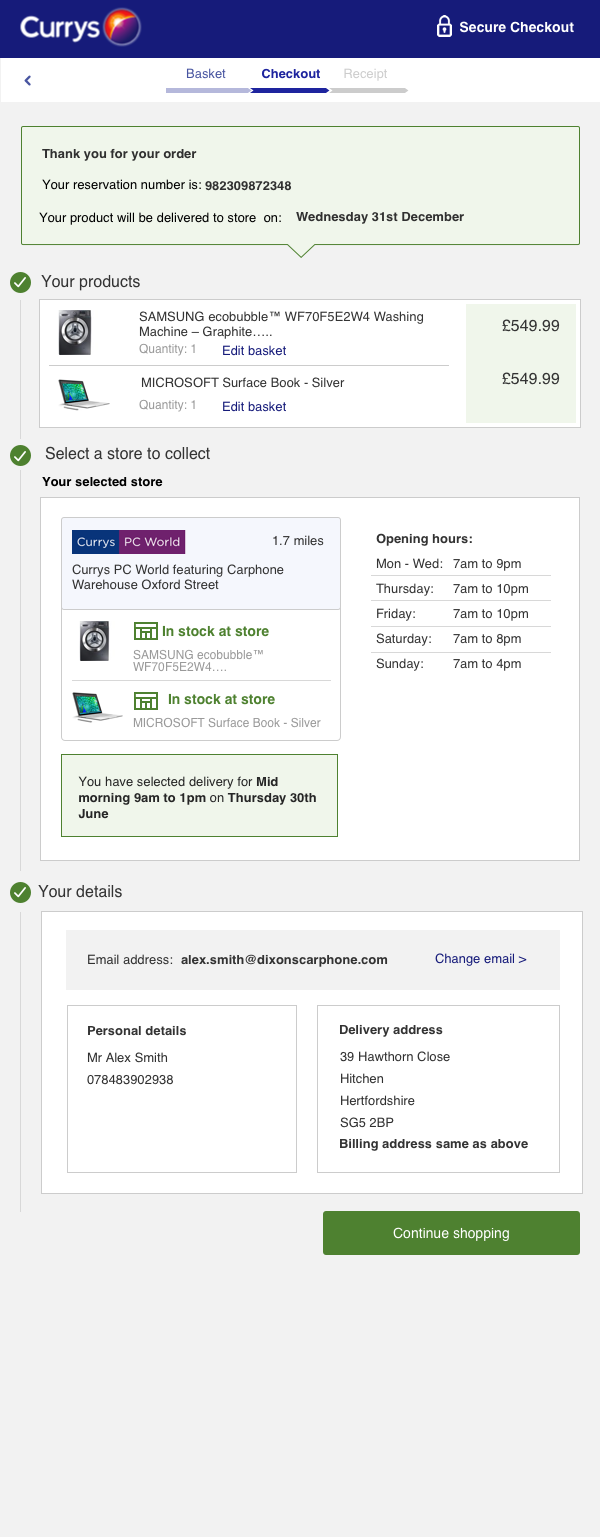 Currys
Secure Checkout
Basket Checkout Receipt
Thank you for your order
Your reservation number is: 982309872348
Your product will be delivered to store on: Wednesday 31st December
Your products
SAMSUNG ecobubble™ WF70F5E2W4 Washing
Machine – Graphite…..
£549.99
Quantity: 1 Edit basket
MICROSOFT Surface Book - Silver
£549.99
Quantity: 1 Edit basket
Select a store to collect
Your selected store
Currys PC World
1.7 miles
Currys PC World featuring Carphone
Warehouse Oxford Street
In stock at store
SAMSUNG ecobubble™
WF70F5E2W4….
In stock at store
MICROSOFT Surface Book - Silver
Opening hours:
Mon - Wed: 7am to 9pm
Thursday: 7am to 10pm
Friday: 7am to 10pm
Saturday: 7am to 8pm
Sunday: 7am to 4pm
You have selected delivery for Mid
morning 9am to 1pm on Thursday 30th
June
Your details
Email address: alex.smith@dixonscarphone.com
Change email >
Personal details
Mr Alex Smith
078483902938
Delivery address
39 Hawthorn Close
Hitchen
Hertfordshire
SG5 2BP
Billing address same as above
Continue shopping